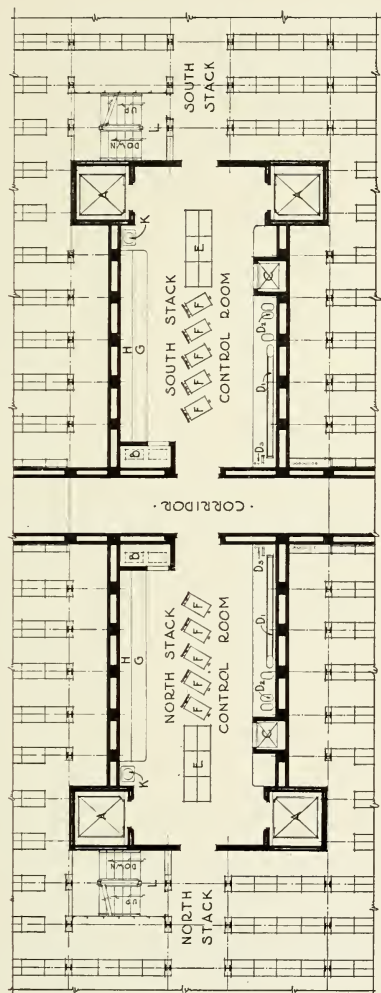 SOUTH
STACK
UP
DOWN
L
A
A
K
E
C
H
G
SOUTH STACK
CONTROL ROOM
F
F
F
F
F
D2
D1
D3
B
· CORRIDOR ·
B
D3
NORTH STACK
CONTROL ROOM
F
F
F
F
F
H
G
D1
D2
E
C
K
A
A
DOWN
UP
L
NORTH
STACK